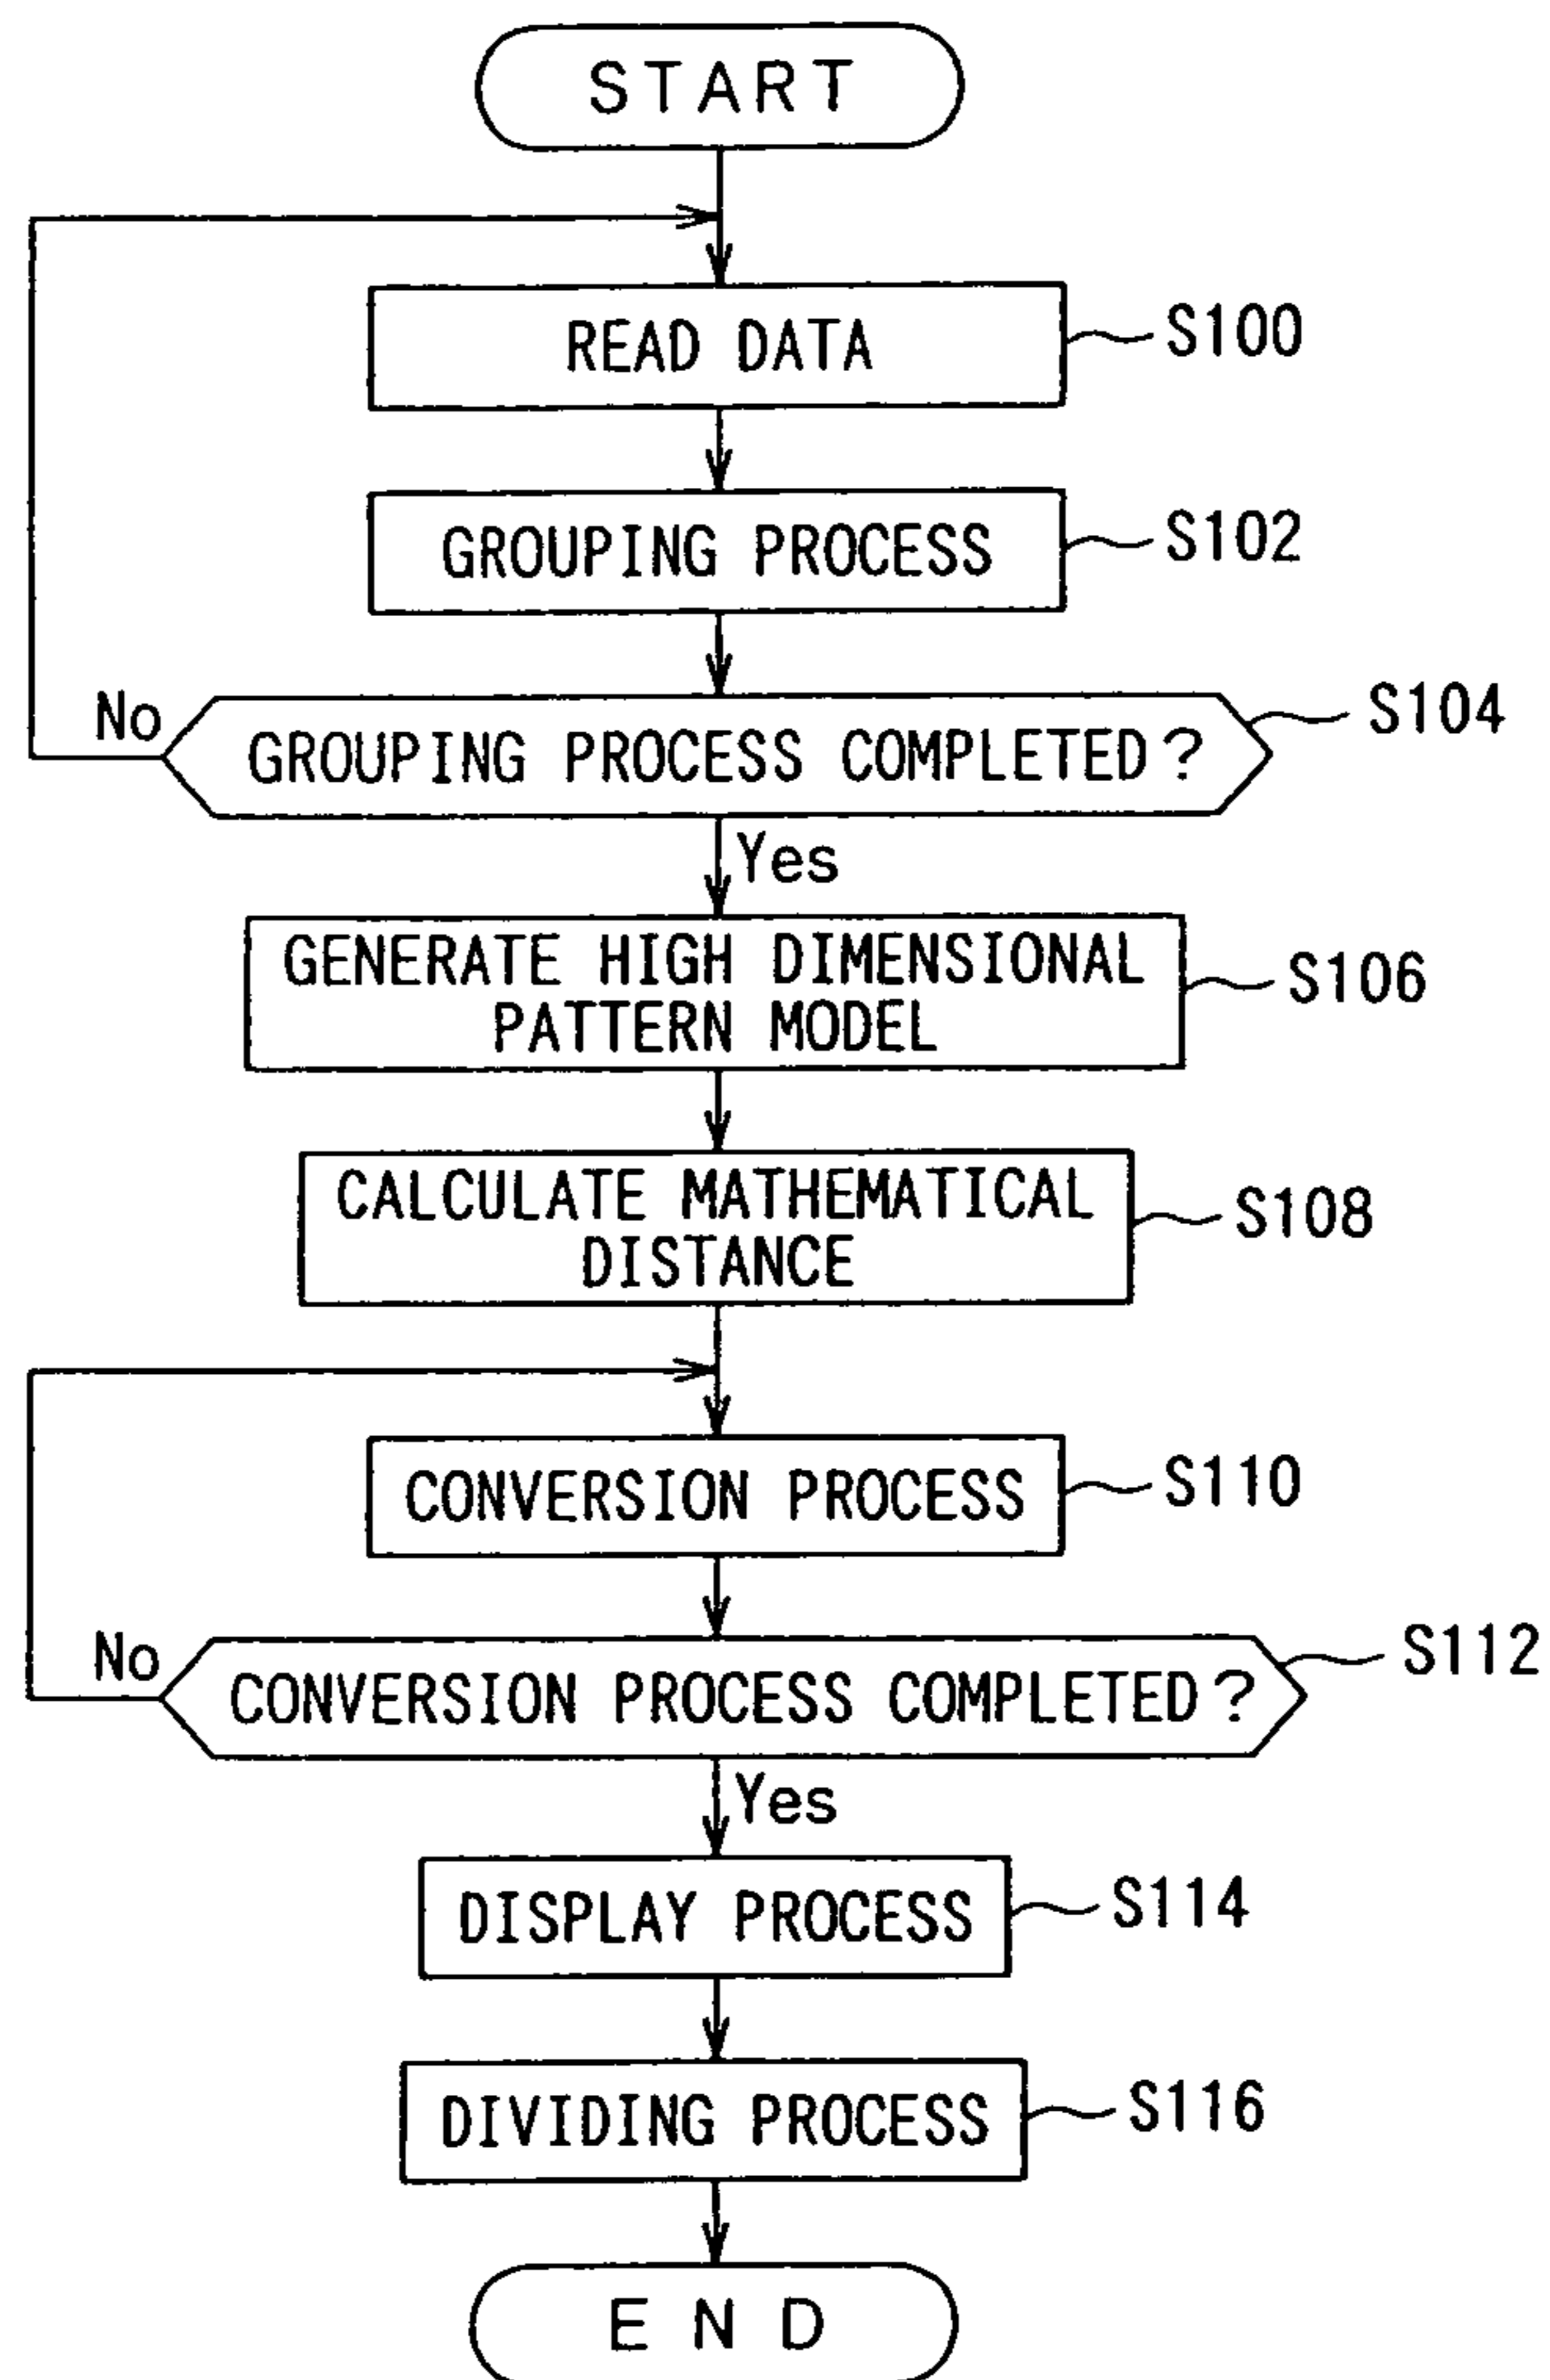 START
READ DATA
S100
GROUPING PROCESS
S102
No
GROUPING PROCESS COMPLETED?
S104
Yes
GENERATE HIGH DIMENSIONAL
PATTERN MODEL
S106
CALCULATE MATHEMATICAL
DISTANCE
S108
CONVERSION PROCESS
S110
No
CONVERSION PROCESS COMPLETED?
S112
Yes
DISPLAY PROCESS
S114
DIVIDING PROCESS
S116
END